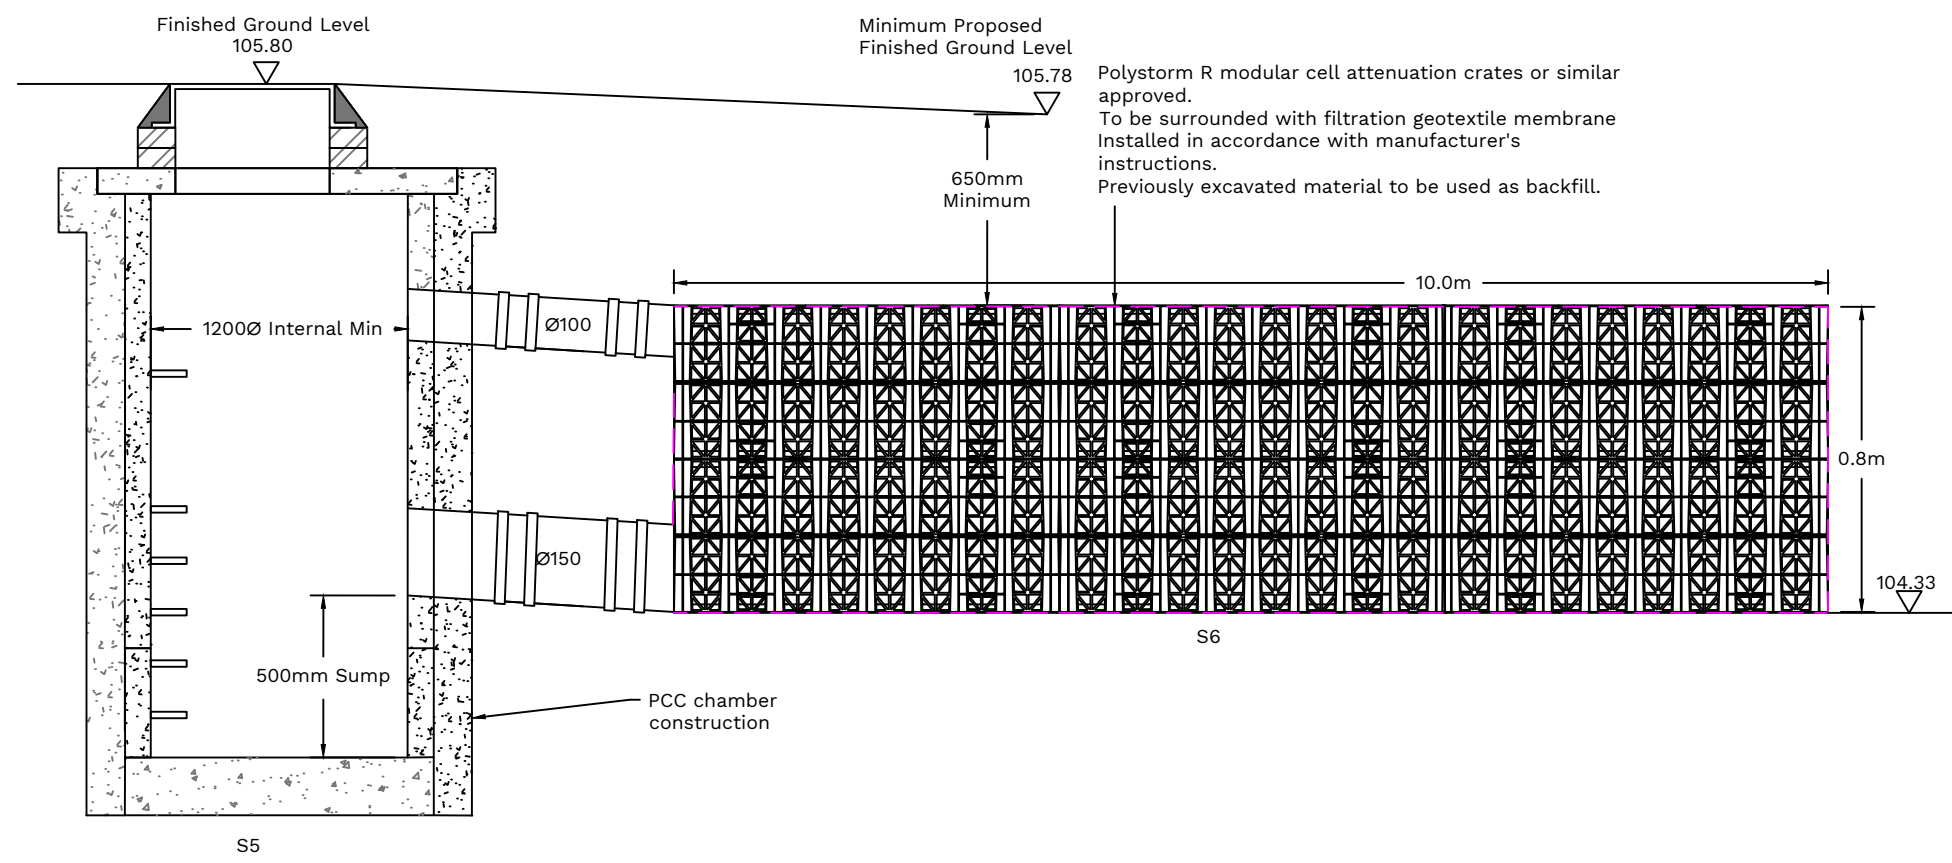 Finished Ground Level
105.80
Minimum Proposed
Finished Ground Level
105.78
Polystorm R modular cell attenuation crates or similar
approved.
To be surrounded with filtration geotextile membrane
Installed in accordance with manufacturer's
instructions.
Previously excavated material to be used as backfill.
650mm
Minimum
10.0m
1200Ø Internal Min
Ø100
0.8m
Ø150
104.33
S6
500mm Sump
PCC chamber
construction
S5